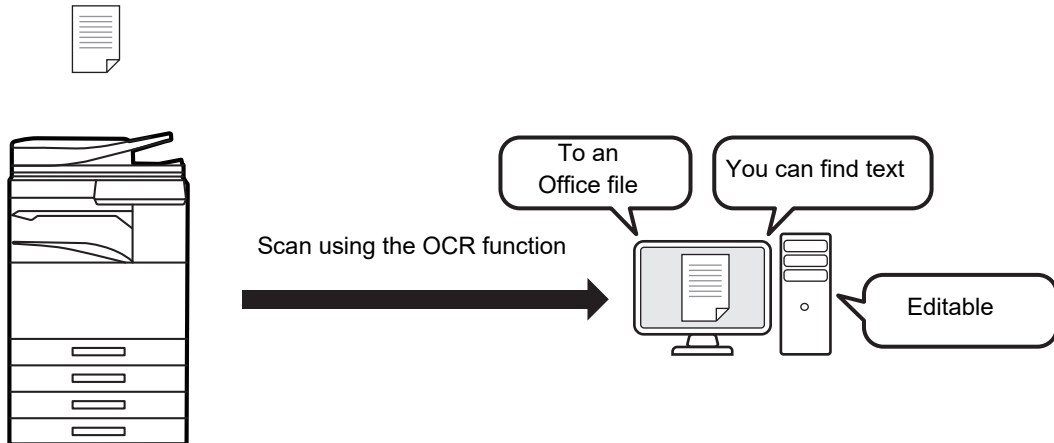 To an
Office file
You can find text
Scan using the OCR function
Editable